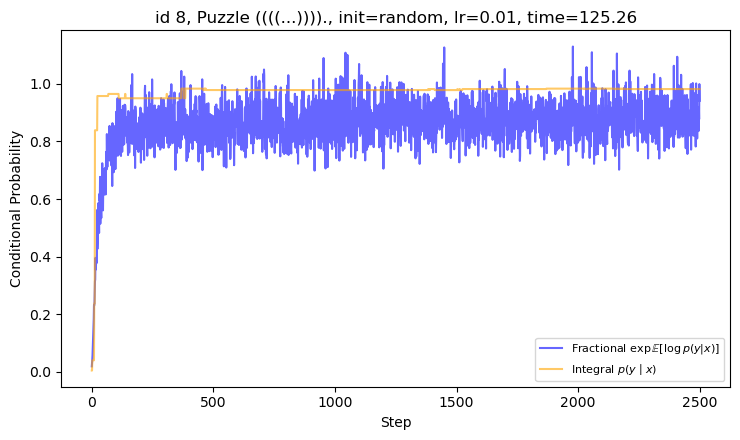 id 8, Puzzle ((((...))))., init=random, lr=0.01, time=125.26
Conditional Probability
1.0
0.8
0.6
0.4
0.2
0.0
Fractional exp𝔼[log p(y|x)]
Integral p(y | x)
0 500 1000 1500 2000 2500
Step